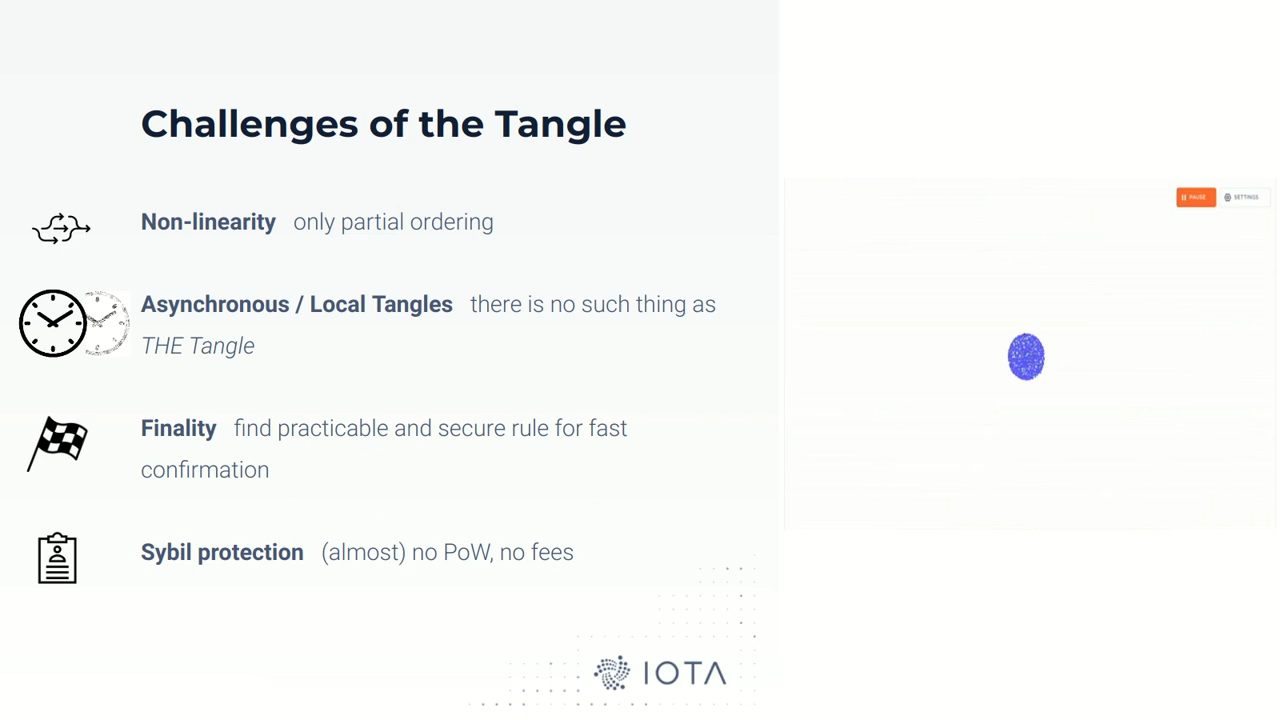 Challenges of the Tangle
Non-linearity only partial ordering
Asynchronous / Local Tangles there is no such thing as
THE Tangle
Finality find practicable and secure rule for fast
confirmation
Sybil protection (almost) no PoW, no fees
IOTA
PAUSE
SETTINGS